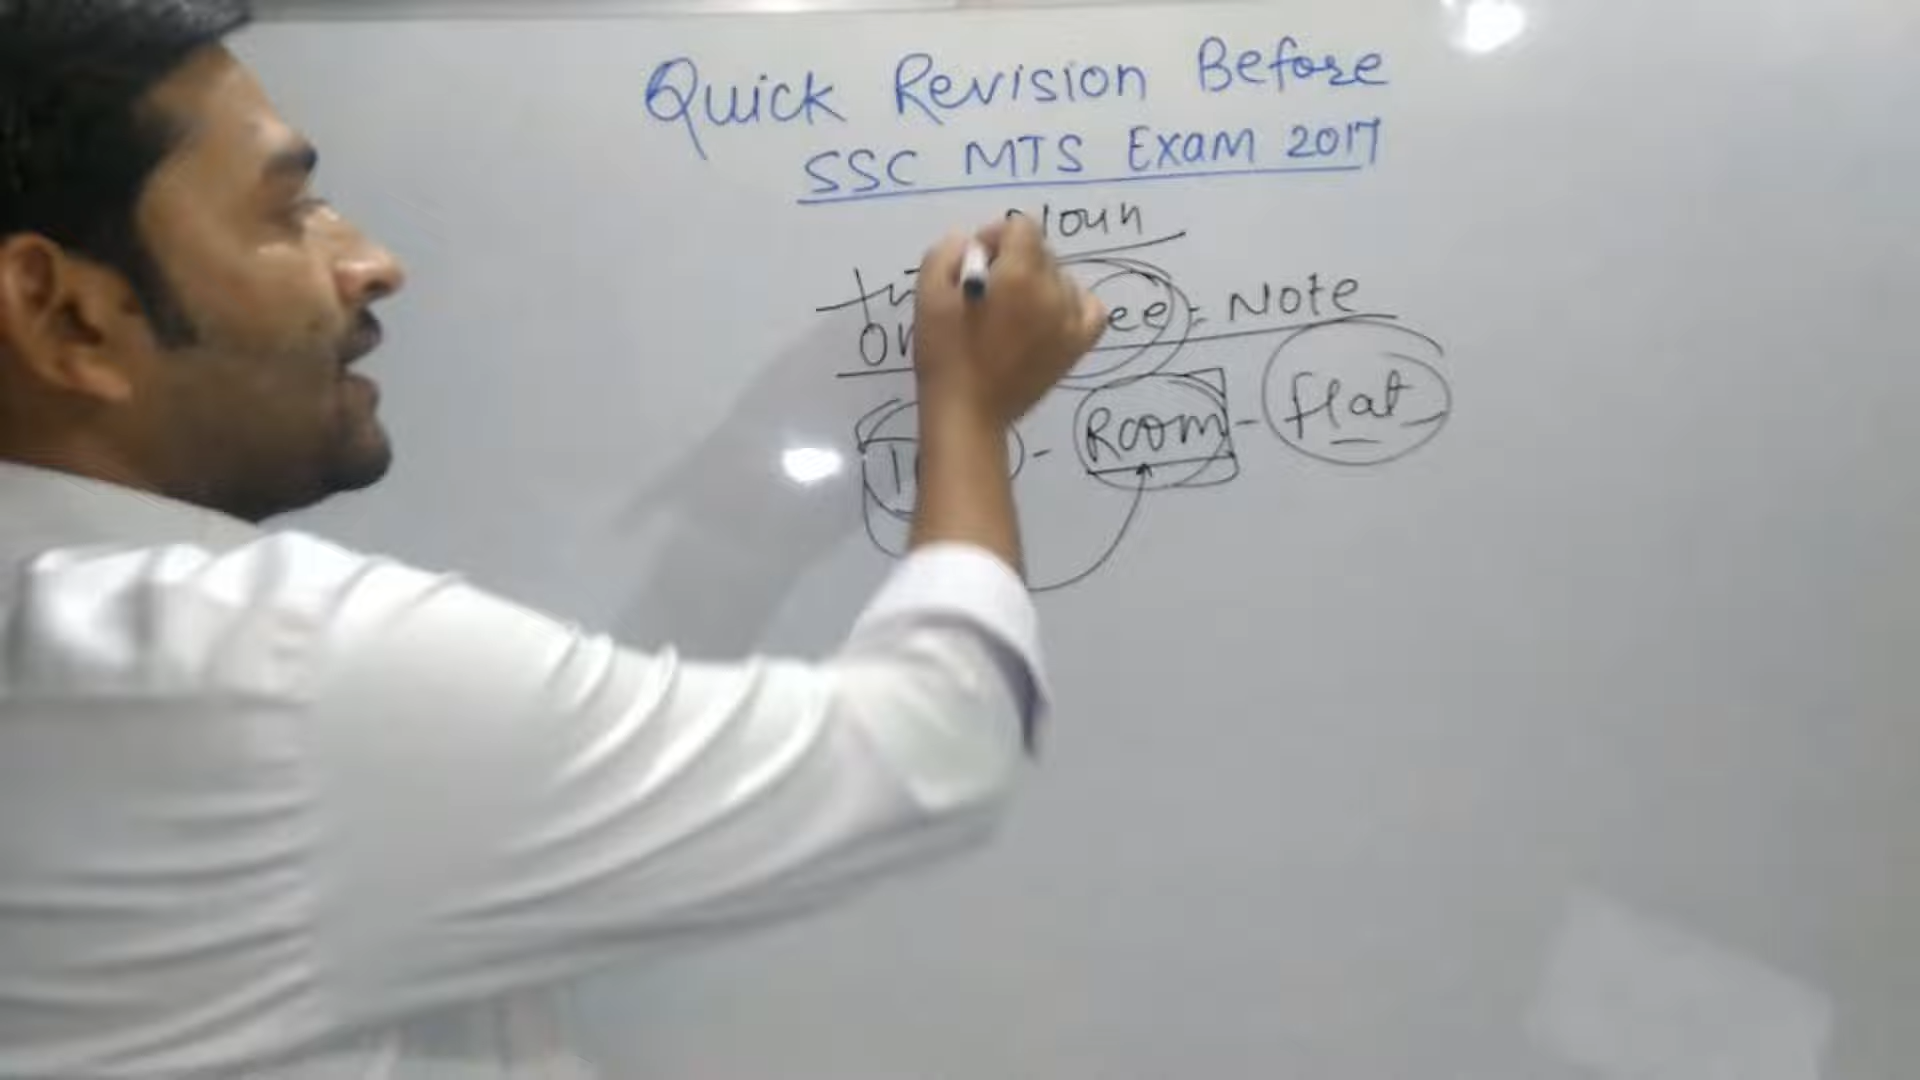 Quick Revision Before
SSC MTS Exam 2017
Noun
Note
Room - flat